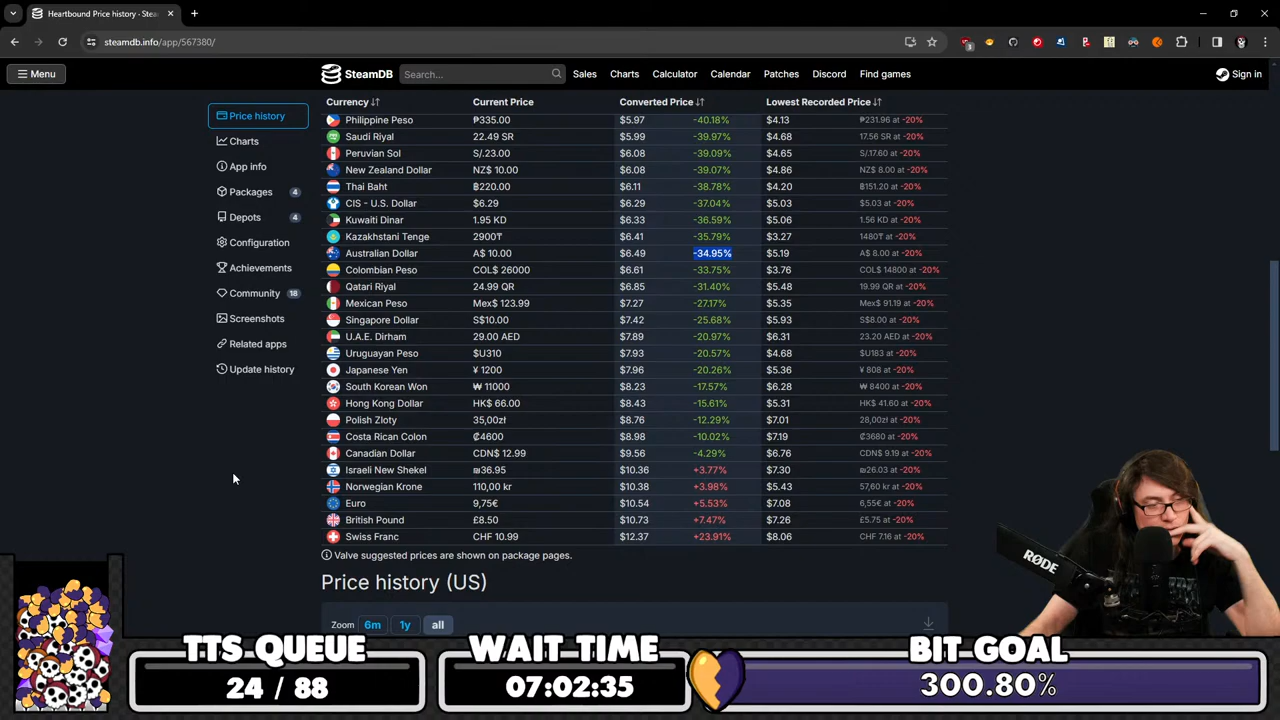 Heartbound Price history - Stea
steamdb.info/app/567380/
Menu
SteamDB
Search...
Sales
Charts
Calculator
Calendar
Patches
Discord
Find games
Sign in
Price history
Charts
App info
Packages 4
Depots 4
Configuration
Achievements
Community 18
Screenshots
Related apps
Update history
Currency Current Price Converted Price Lowest Recorded Price
Philippine Peso ₱335.00 $5.97 -40.18% $4.13 ₱231.96 at -20%
Saudi Riyal 22.49 SR $5.99 -39.97% $4.68 17.56 SR at -20%
Peruvian Sol S/.23.00 $6.08 -39.09% $4.65 S/.17.60 at -20%
New Zealand Dollar NZ$ 10.00 $6.08 -39.07% $4.86 NZ$ 8.00 at -20%
Thai Baht ฿220.00 $6.11 -38.78% $4.20 ฿151.20 at -20%
CIS - U.S. Dollar $6.29 $6.29 -37.04% $5.03 $5.03 at -20%
Kuwaiti Dinar 1.95 KD $6.33 -36.59% $5.06 1.56 KD at -20%
Kazakhstani Tenge 2900₸ $6.41 -35.79% $3.27 1480₸ at -20%
Australian Dollar A$ 10.00 $6.49 -34.95% $5.19 A$ 8.00 at -20%
Colombian Peso COL$ 26000 $6.61 -33.75% $3.76 COL$ 14800 at -20%
Qatari Riyal 24.99 QR $6.85 -31.40% $5.48 19.99 QR at -20%
Mexican Peso Mex$ 123.99 $7.27 -27.17% $5.35 Mex$ 91.19 at -20%
Singapore Dollar S$10.00 $7.42 -25.68% $5.93 S$8.00 at -20%
U.A.E. Dirham 29.00 AED $7.89 -20.97% $6.31 23.20 AED at -20%
Uruguayan Peso $U310 $7.93 -20.57% $4.68 $U183 at -20%
Japanese Yen ¥ 1200 $7.96 -20.26% $5.36 ¥ 808 at -20%
South Korean Won ₩ 11000 $8.23 -17.57% $6.28 ₩ 8400 at -20%
Hong Kong Dollar HK$ 66.00 $8.43 -15.61% $5.31 HK$ 41.60 at -20%
Polish Zloty 35,00zł $8.76 -12.29% $7.01 28,00zł at -20%
Costa Rican Colon ₡4600 $8.98 -10.02% $7.19 ₡3680 at -20%
Canadian Dollar CDN$ 12.99 $9.56 -4.29% $6.76 CDN$ 9.19 at -20%
Israeli New Shekel ₪36.95 $10.36 +3.77% $7.30 ₪26.03 at -20%
Norwegian Krone 110,00 kr $10.38 +3.98% $5.43 57,60 kr at -20%
Euro 9,75€ $10.54 +5.53% $7.08 6,55€ at -20%
British Pound £8.50 $10.73 +7.47% $7.26 £5.75 at -20%
Swiss Franc CHF 10.99 $12.37 +23.91% $8.06 CHF 7.16 at -20%
Valve suggested prices are shown on package pages.
Price history (US)
Zoom 6m 1y all
RØDE
TTS QUEUE
24 / 88
WAIT TIME
07:02:35
BIT GOAL
300.80%